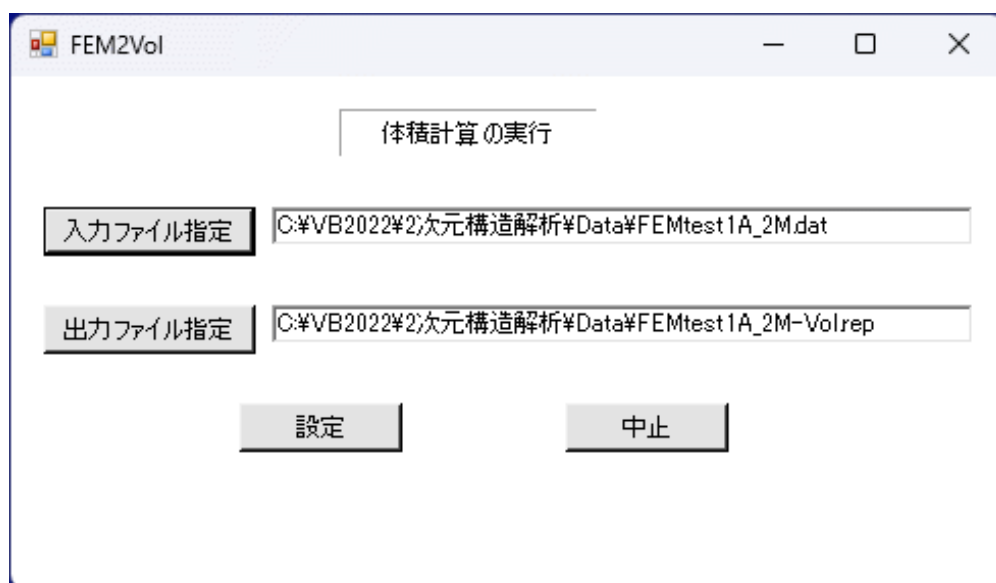 FEM2Vol
体積計算の実行
入力ファイル指定 C:¥VB2022¥2次元構造解析¥Data¥FEMtest1A_2M.dat
出力ファイル指定 C:¥VB2022¥2次元構造解析¥Data¥FEMtest1A_2M-Vol.rep
設定 中止